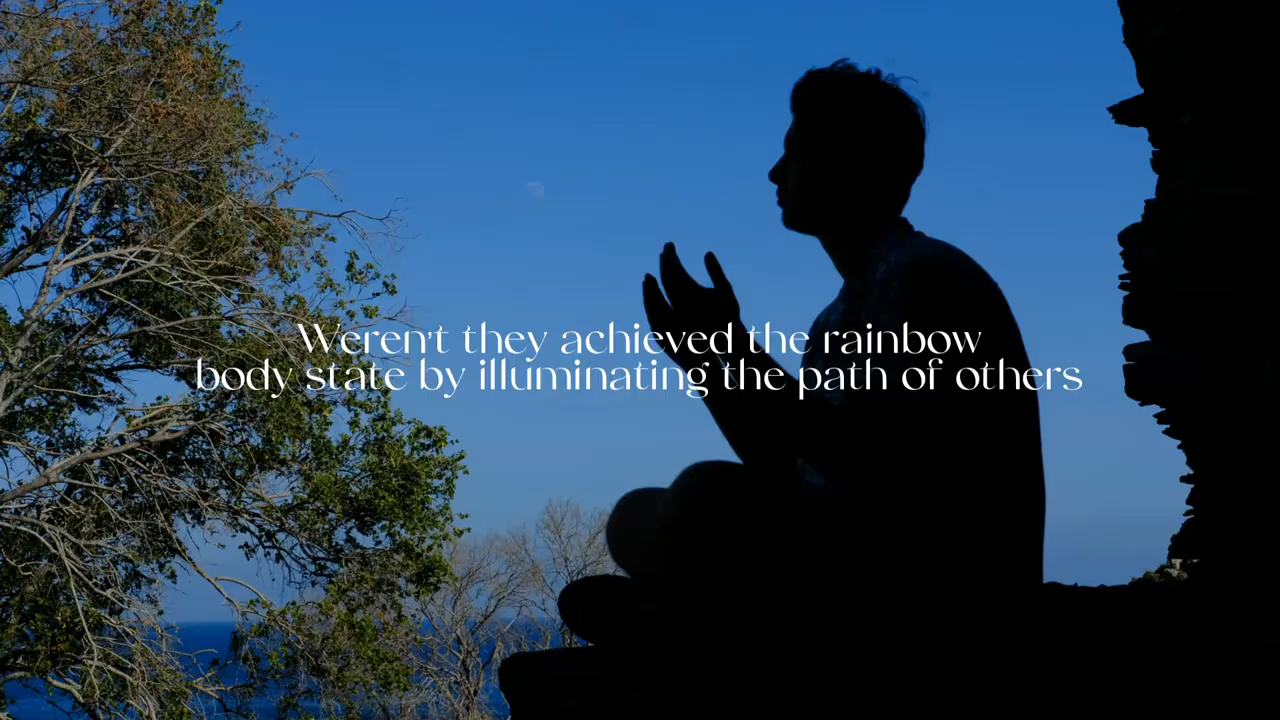 Weren't they achieved the rainbow
body state by illuminating the path of others